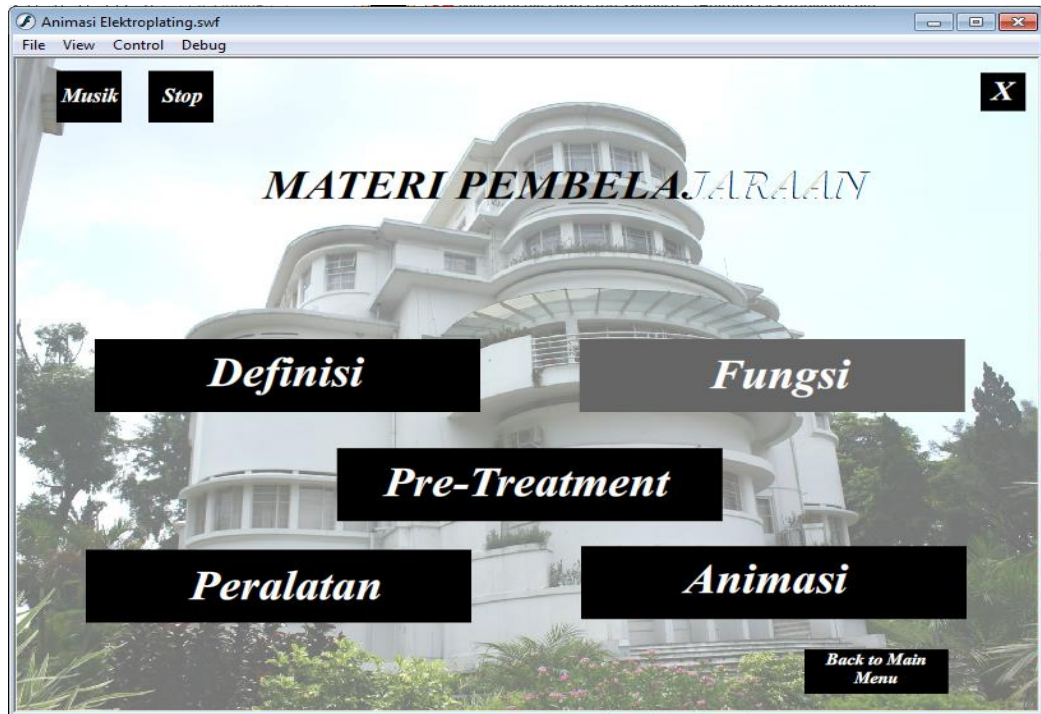 Animasi Elektroplating.swf
File View Control Debug
Musik Stop X
MATERI PEMBELAJARAAN
Definisi Fungsi
Pre-Treatment
Peralatan Animasi
Back to Main
Menu